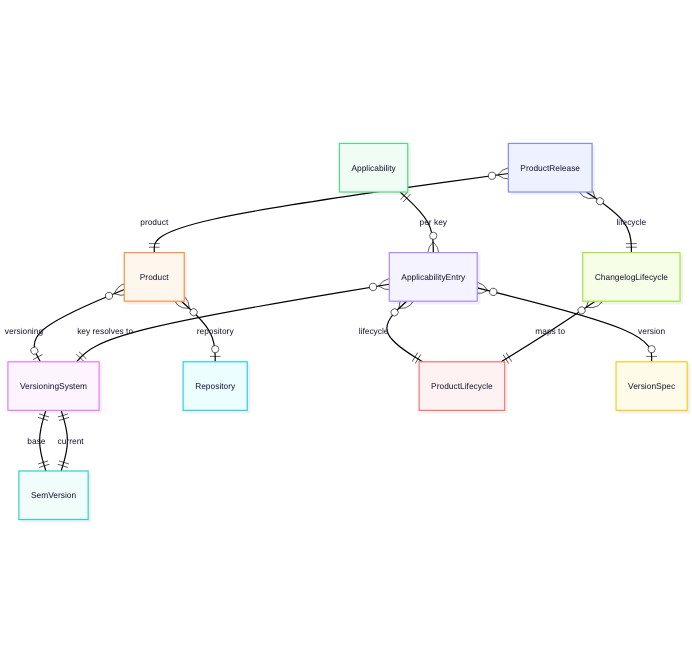 Applicability
ProductRelease
product
per key
lifecycle
Product
ApplicabilityEntry
ChangelogLifecycle
versioning
key resolves to
repository
lifecycle
maps to
version
VersioningSystem
Repository
ProductLifecycle
VersionSpec
base
current
SemVersion